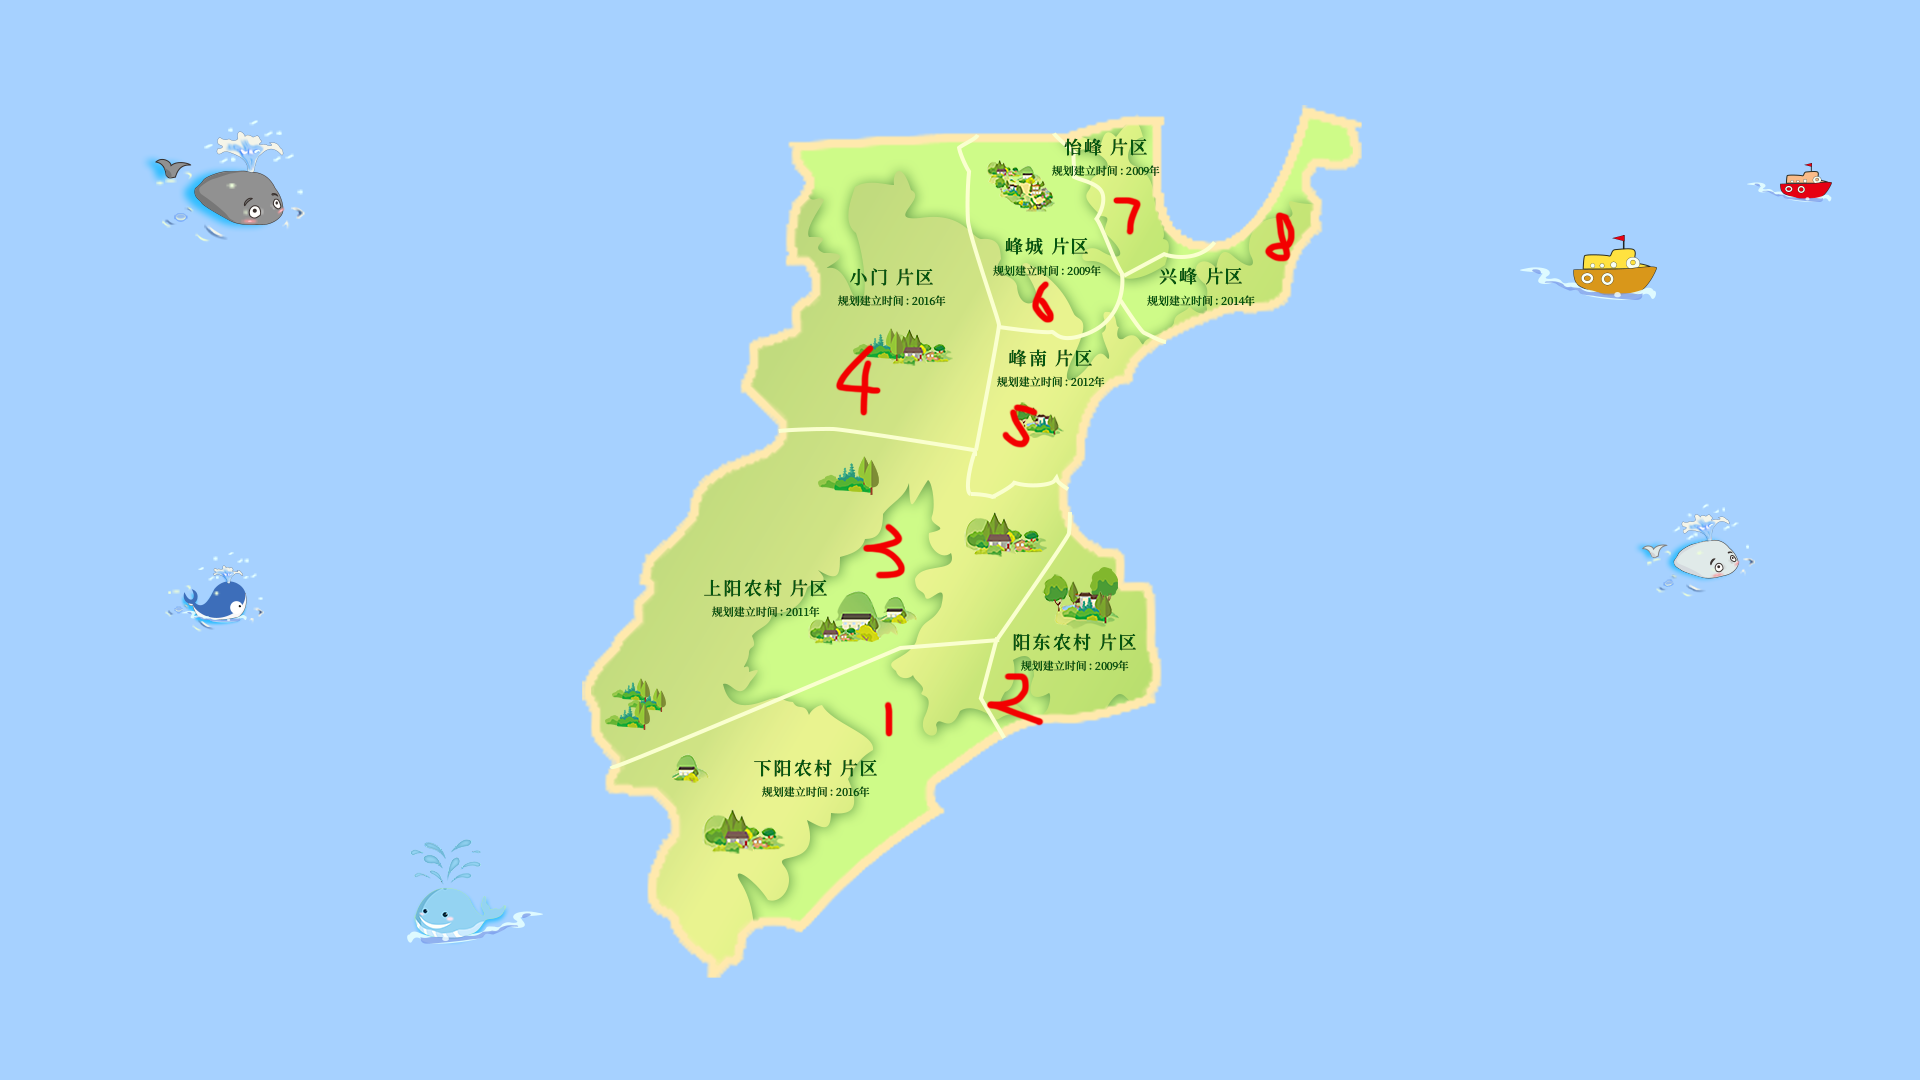 怡峰 片区
规划建立时间 : 2009年
7
8
峰城 片区
规划建立时间 : 2009年
6
小门 片区
规划建立时间 : 2016年
4
兴峰 片区
规划建立时间 : 2014年
峰南 片区
规划建立时间 : 2012年
5
3
上阳农村 片区
规划建立时间 : 2011年
阳东农村 片区
规划建立时间 : 2009年
2
1
下阳农村 片区
规划建立时间 : 2016年